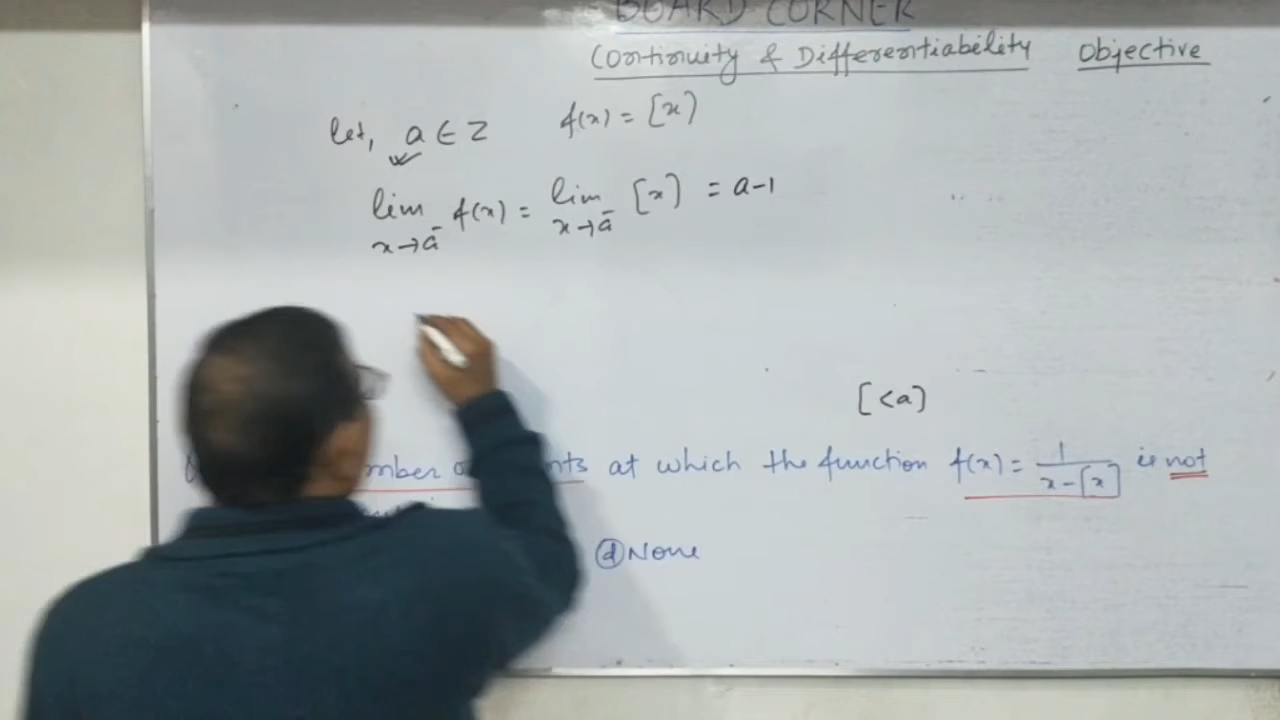 BOARD CORNER
Continuity & Differentiability Objective
let, a ∈ Z f(x) = [x]
lim x→a⁻ f(x) = lim x→a⁻ [x] = a-1
[<a]
at which the function f(x) = 1/(x-[x]) is not
ⓓ None